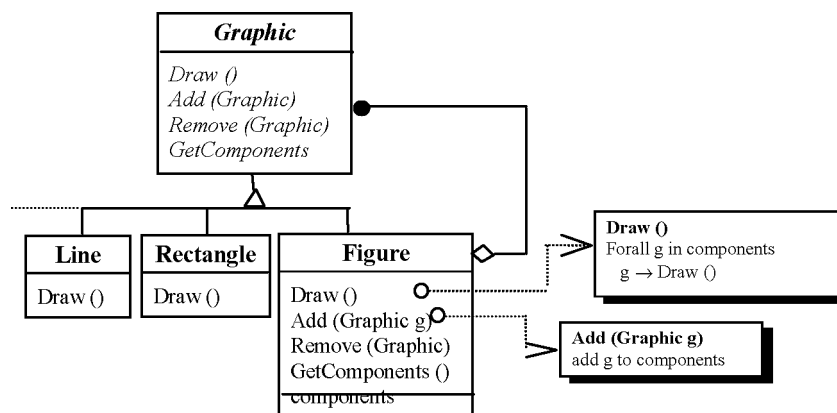 Graphic
Draw ()
Add (Graphic)
Remove (Graphic)
GetComponents
Line
Draw ()
Rectangle
Draw ()
Figure
Draw ()
Add (Graphic g)
Remove (Graphic)
GetComponents ()
components
Draw ()
Forall g in components
g → Draw ()
Add (Graphic g)
add g to components